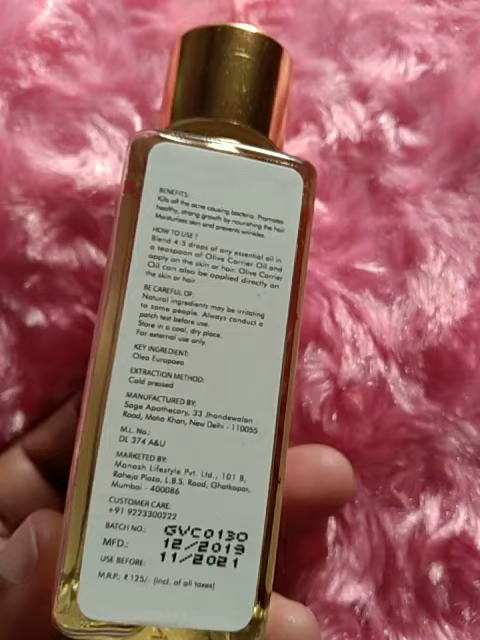 BENEFITS:
Kills off the acne causing bacteria. Promotes
healthy, strong growth by nourishing the hair.
Moisturises skin and prevents wrinkles.
HOW TO USE ?
Blend 4-5 drops of any essential oil in
a teaspoon of Olive Carrier Oil and
apply on the skin or hair. Olive Carrier
Oil can also be applied directly on
the skin or hair.
BE CAREFUL OF:
Natural ingredients may be irritating
to some people. Always conduct a
patch test before use.
Store in a cool, dry place.
For external use only.
KEY INGREDIENT:
Olea Europaea
EXTRACTION METHOD:
Cold pressed
MANUFACTURED BY:
Sage Apothecary, 33 Jhandewalan
Road, Motia Khan, New Delhi - 110055
M.L. No.:
DL 374 A&U
MARKETED BY:
Manash Lifestyle Pvt. Ltd., 101 B,
Raheja Plaza, L.B.S. Road, Ghatkopar,
Mumbai - 400086
CUSTOMER CARE:
+91 9223300222
BATCH NO.: GVC0130
MFD.: 12/2019
USE BEFORE: 11/2021
M.R.P.: ₹125/- (incl. of all taxes)